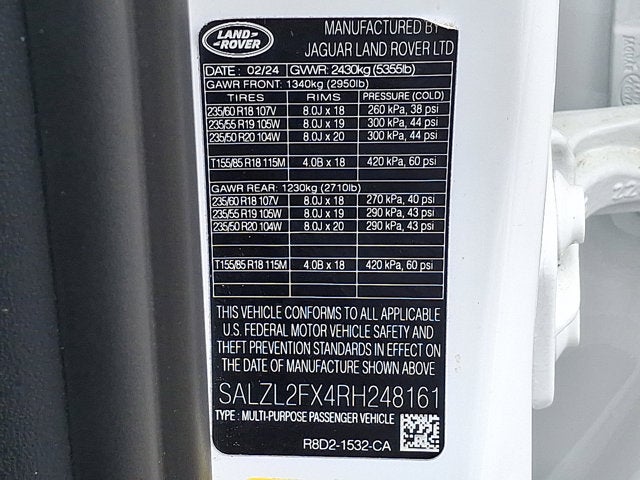 LAND-
-ROVER
MANUFACTURED BY
JAGUAR LAND ROVER LTD
DATE : 02/24 GVWR: 2430kg (5355lb)
GAWR FRONT: 1340kg (2950lb)
TIRES RIMS PRESSURE (COLD)
235/60 R18 107V 8.0J x 18 260 kPa, 38 psi
235/55 R19 105W 8.0J x 19 300 kPa, 44 psi
235/50 R20 104W 8.0J x 20 300 kPa, 44 psi
T155/85 R18 115M 4.0B x 18 420 kPa, 60 psi
GAWR REAR: 1230kg (2710lb)
235/60 R18 107V 8.0J x 18 270 kPa, 40 psi
235/55 R19 105W 8.0J x 19 290 kPa, 43 psi
235/50 R20 104W 8.0J x 20 290 kPa, 43 psi
T155/85 R18 115M 4.0B x 18 420 kPa, 60 psi
THIS VEHICLE CONFORMS TO ALL APPLICABLE
U.S. FEDERAL MOTOR VEHICLE SAFETY AND
THEFT PREVENTION STANDARDS IN EFFECT ON
THE DATE OF MANUFACTURE SHOWN ABOVE
SALZL2FX4RH248161
TYPE : MULTI-PURPOSE PASSENGER VEHICLE
R8D2-1532-CA